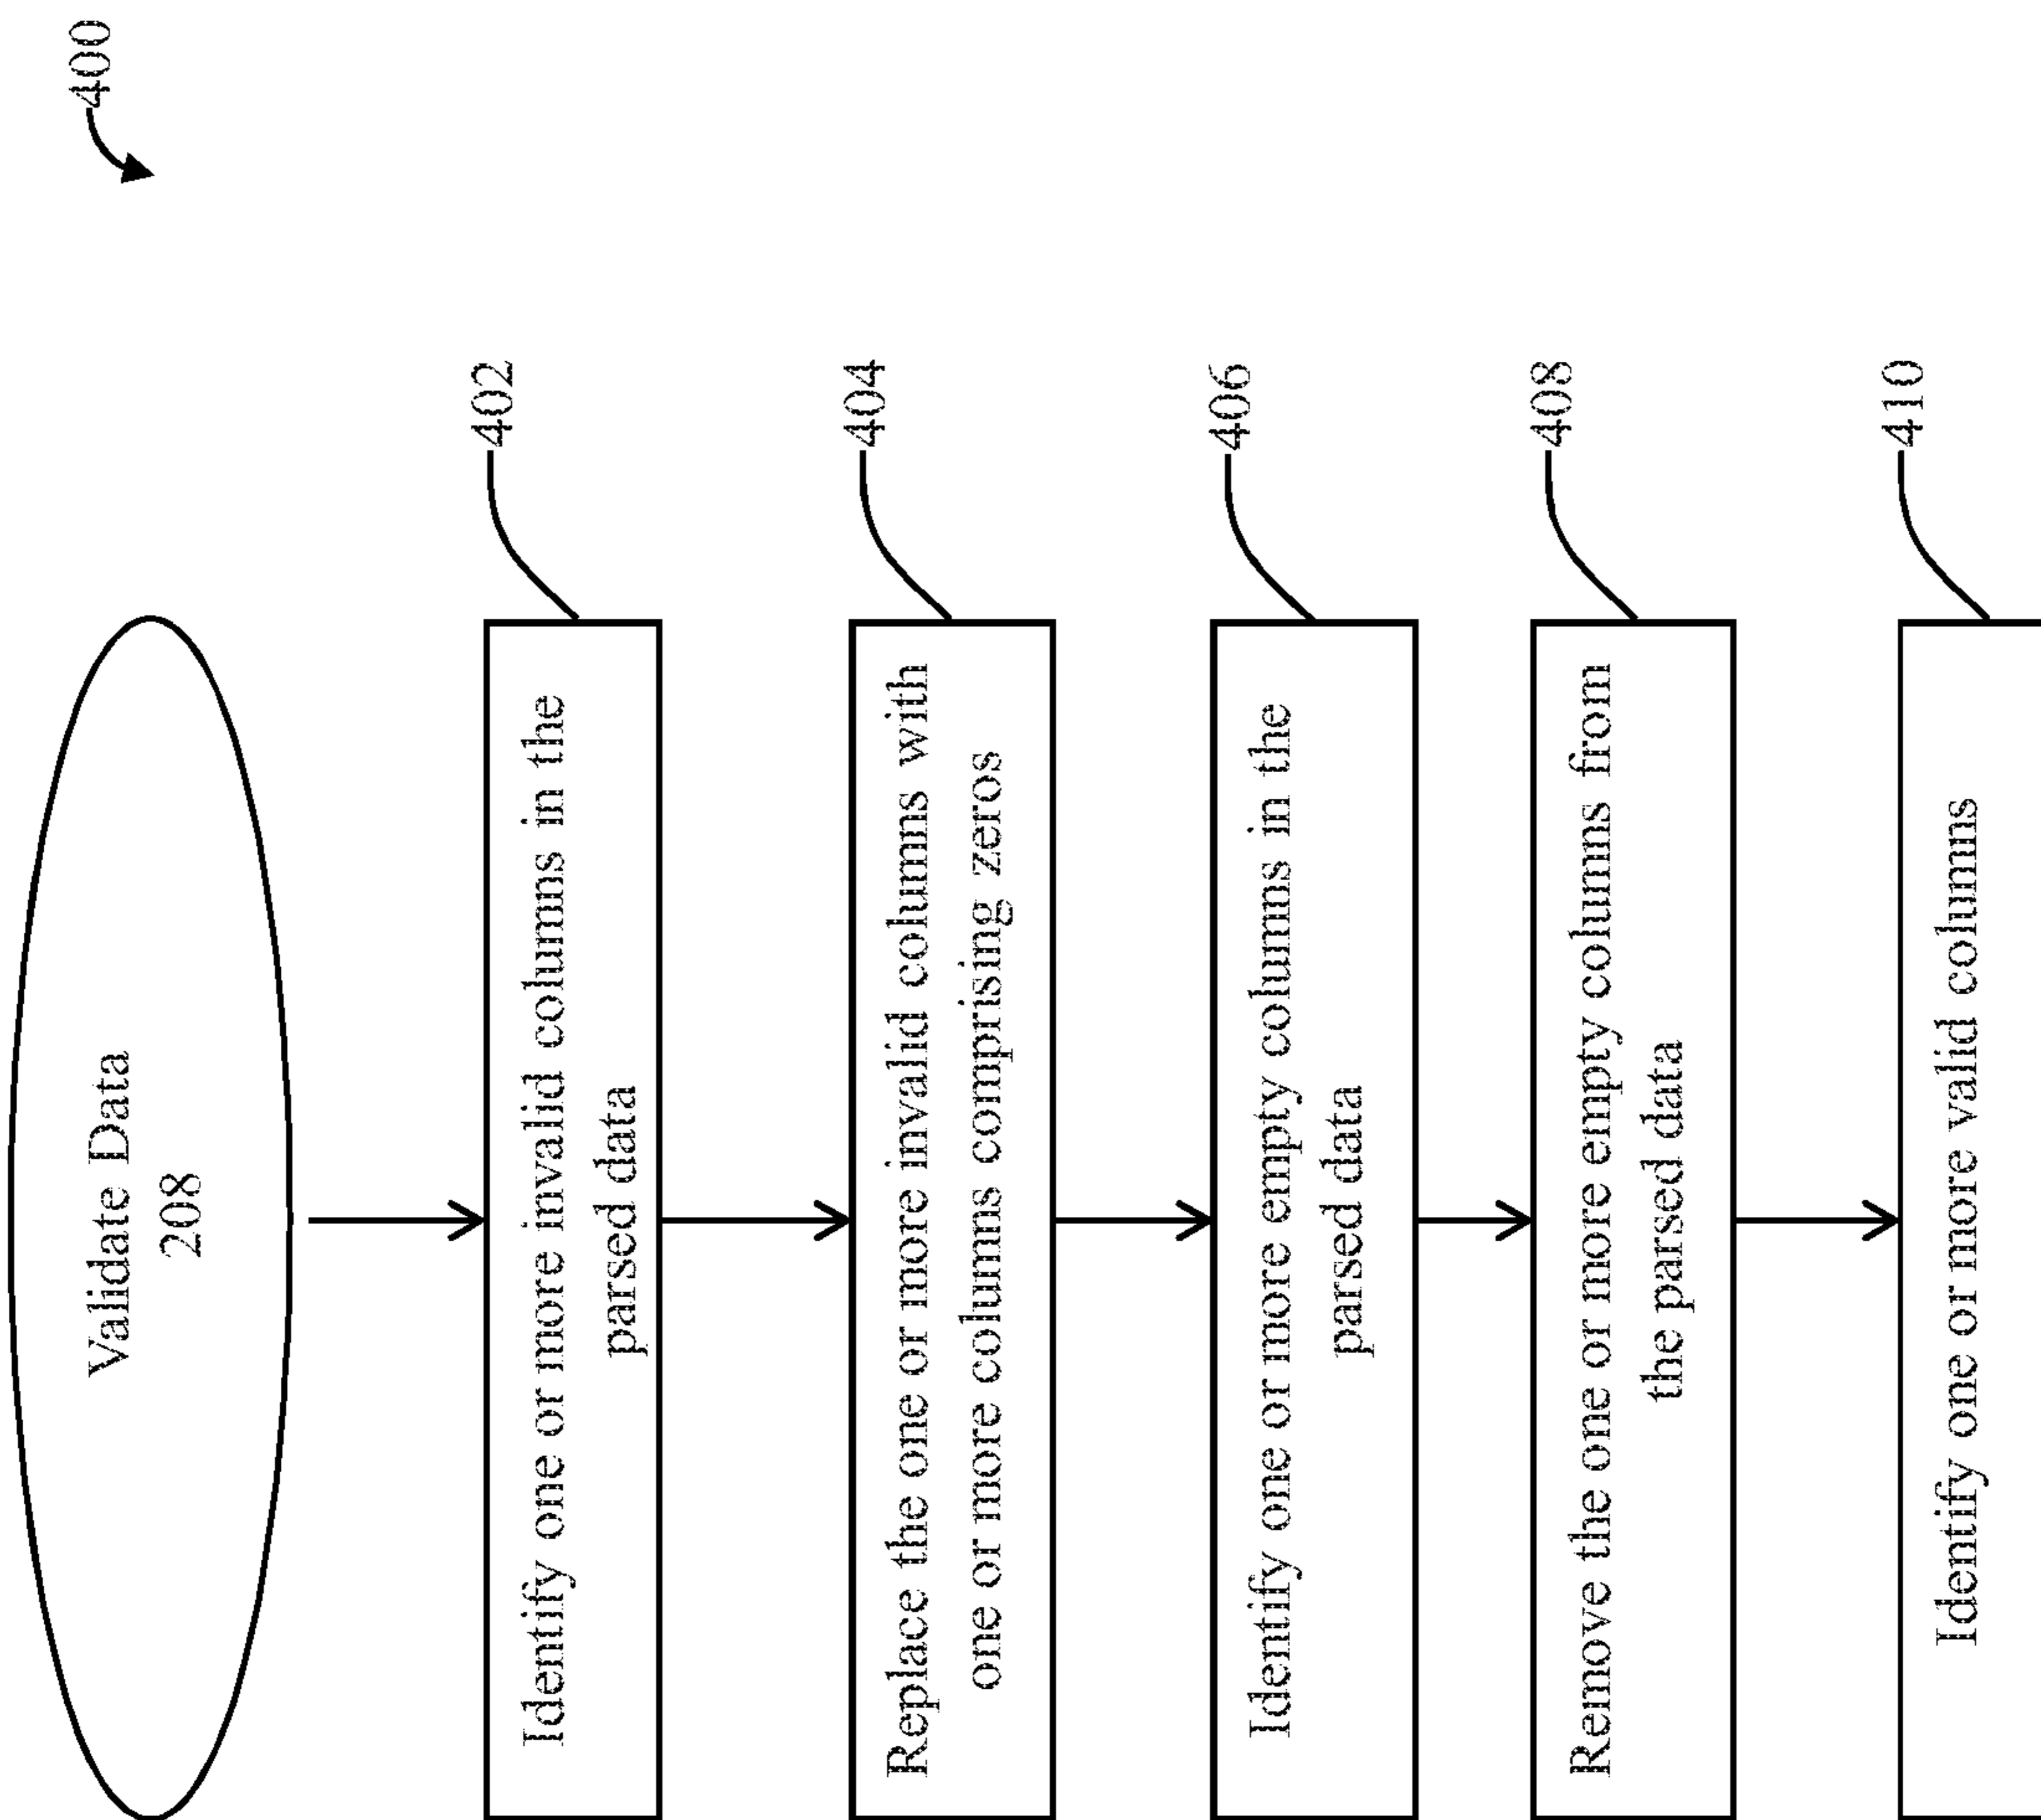 400
Validate Data
208
402
Identify one or more invalid columns in the
parsed data
404
Replace the one or more invalid columns with
one or more columns comprising zeros
406
Identify one or more empty columns in the
parsed data
408
Remove the one or more empty columns from
the parsed data
410
Identify one or more valid columns